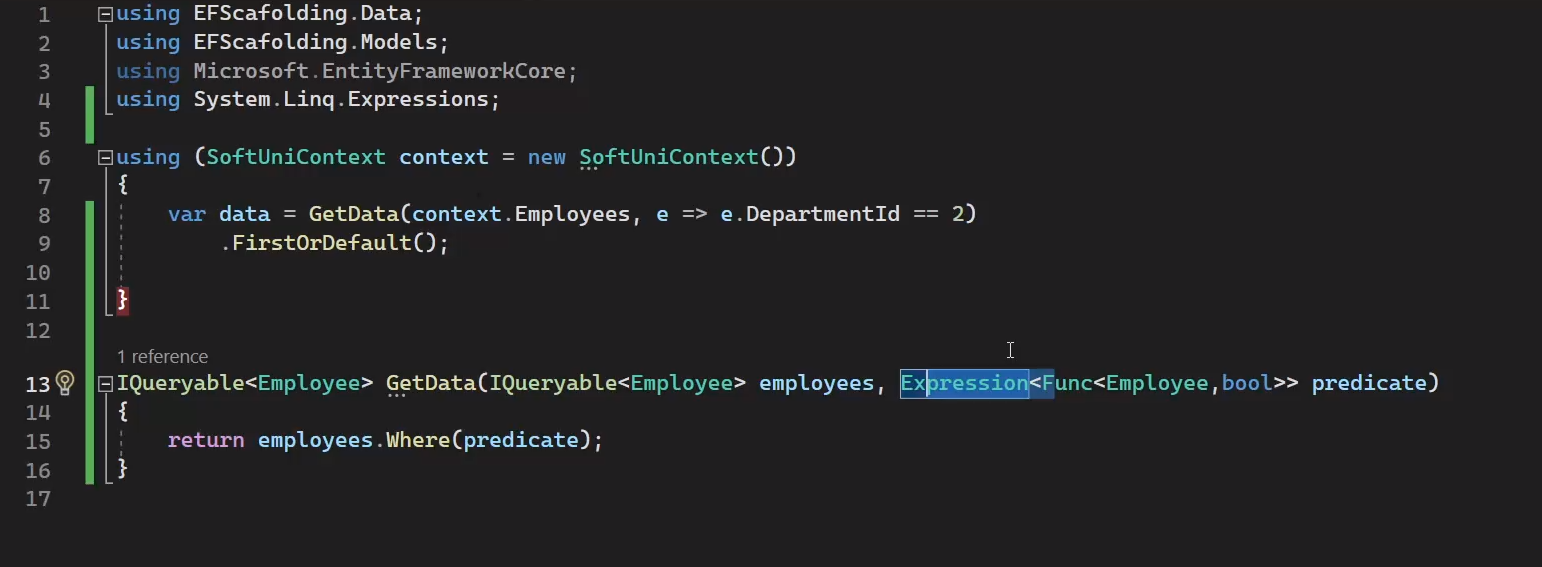 1 using EFScafolding.Data;
2 using EFScafolding.Models;
3 using Microsoft.EntityFrameworkCore;
4 using System.Linq.Expressions;
5
6 using (SoftUniContext context = new SoftUniContext())
7 {
8 var data = GetData(context.Employees, e => e.DepartmentId == 2)
9 .FirstOrDefault();
10
11 }
12
1 reference
13 IQueryable<Employee> GetData(IQueryable<Employee> employees, Expression<Func<Employee,bool>> predicate)
14 {
15 return employees.Where(predicate);
16 }
17